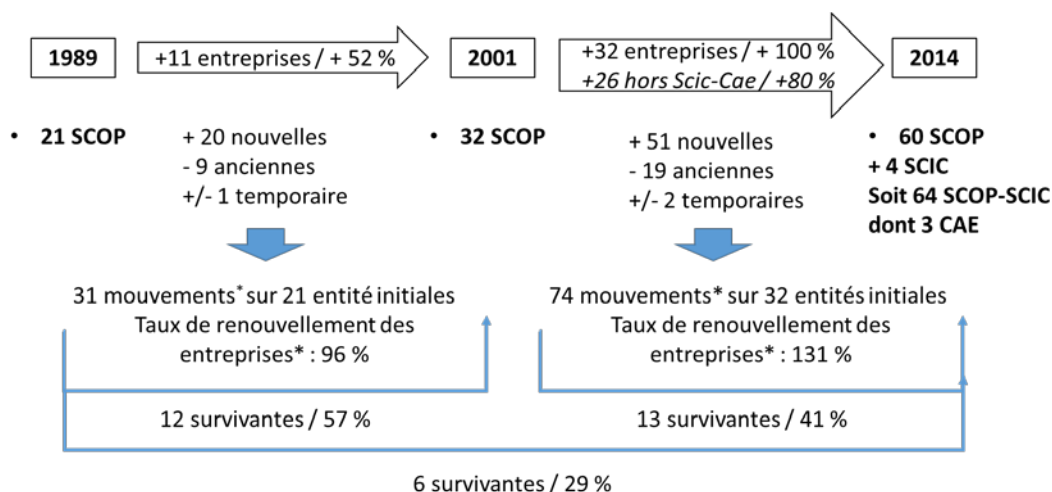 1989
+11 entreprises / + 52 %
2001
+32 entreprises / + 100 %
+26 hors Scic-Cae / +80 %
2014
• 21 SCOP
+ 20 nouvelles
- 9 anciennes
+/- 1 temporaire
• 32 SCOP
+ 51 nouvelles
- 19 anciennes
+/- 2 temporaires
• 60 SCOP
+ 4 SCIC
Soit 64 SCOP-SCIC
dont 3 CAE
31 mouvements* sur 21 entité initiales
Taux de renouvellement des
entreprises* : 96 %
74 mouvements* sur 32 entités initiales
Taux de renouvellement des
entreprises* : 131 %
12 survivantes / 57 %
13 survivantes / 41 %
6 survivantes / 29 %